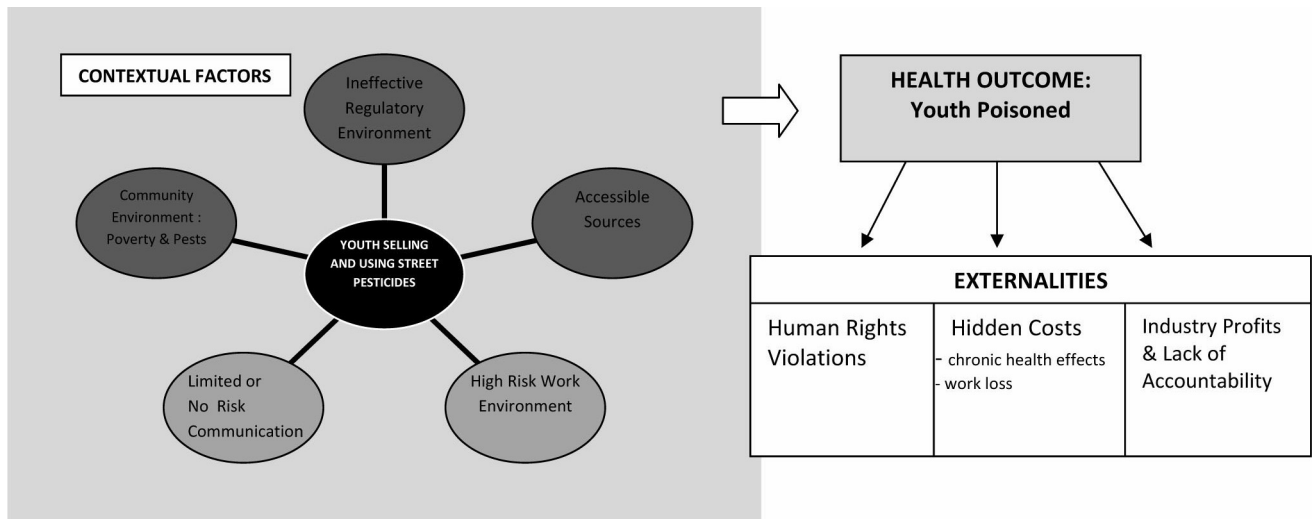 CONTEXTUAL FACTORS
Ineffective
Regulatory
Environment
Community
Environment :
Poverty & Pests
Accessible
Sources
YOUTH SELLING
AND USING STREET
PESTICIDES
Limited or
No Risk
Communication
High Risk Work
Environment
HEALTH OUTCOME:
Youth Poisoned
EXTERNALITIES
Human Rights
Violations
Hidden Costs
- chronic health effects
- work loss
Industry Profits
& Lack of
Accountability